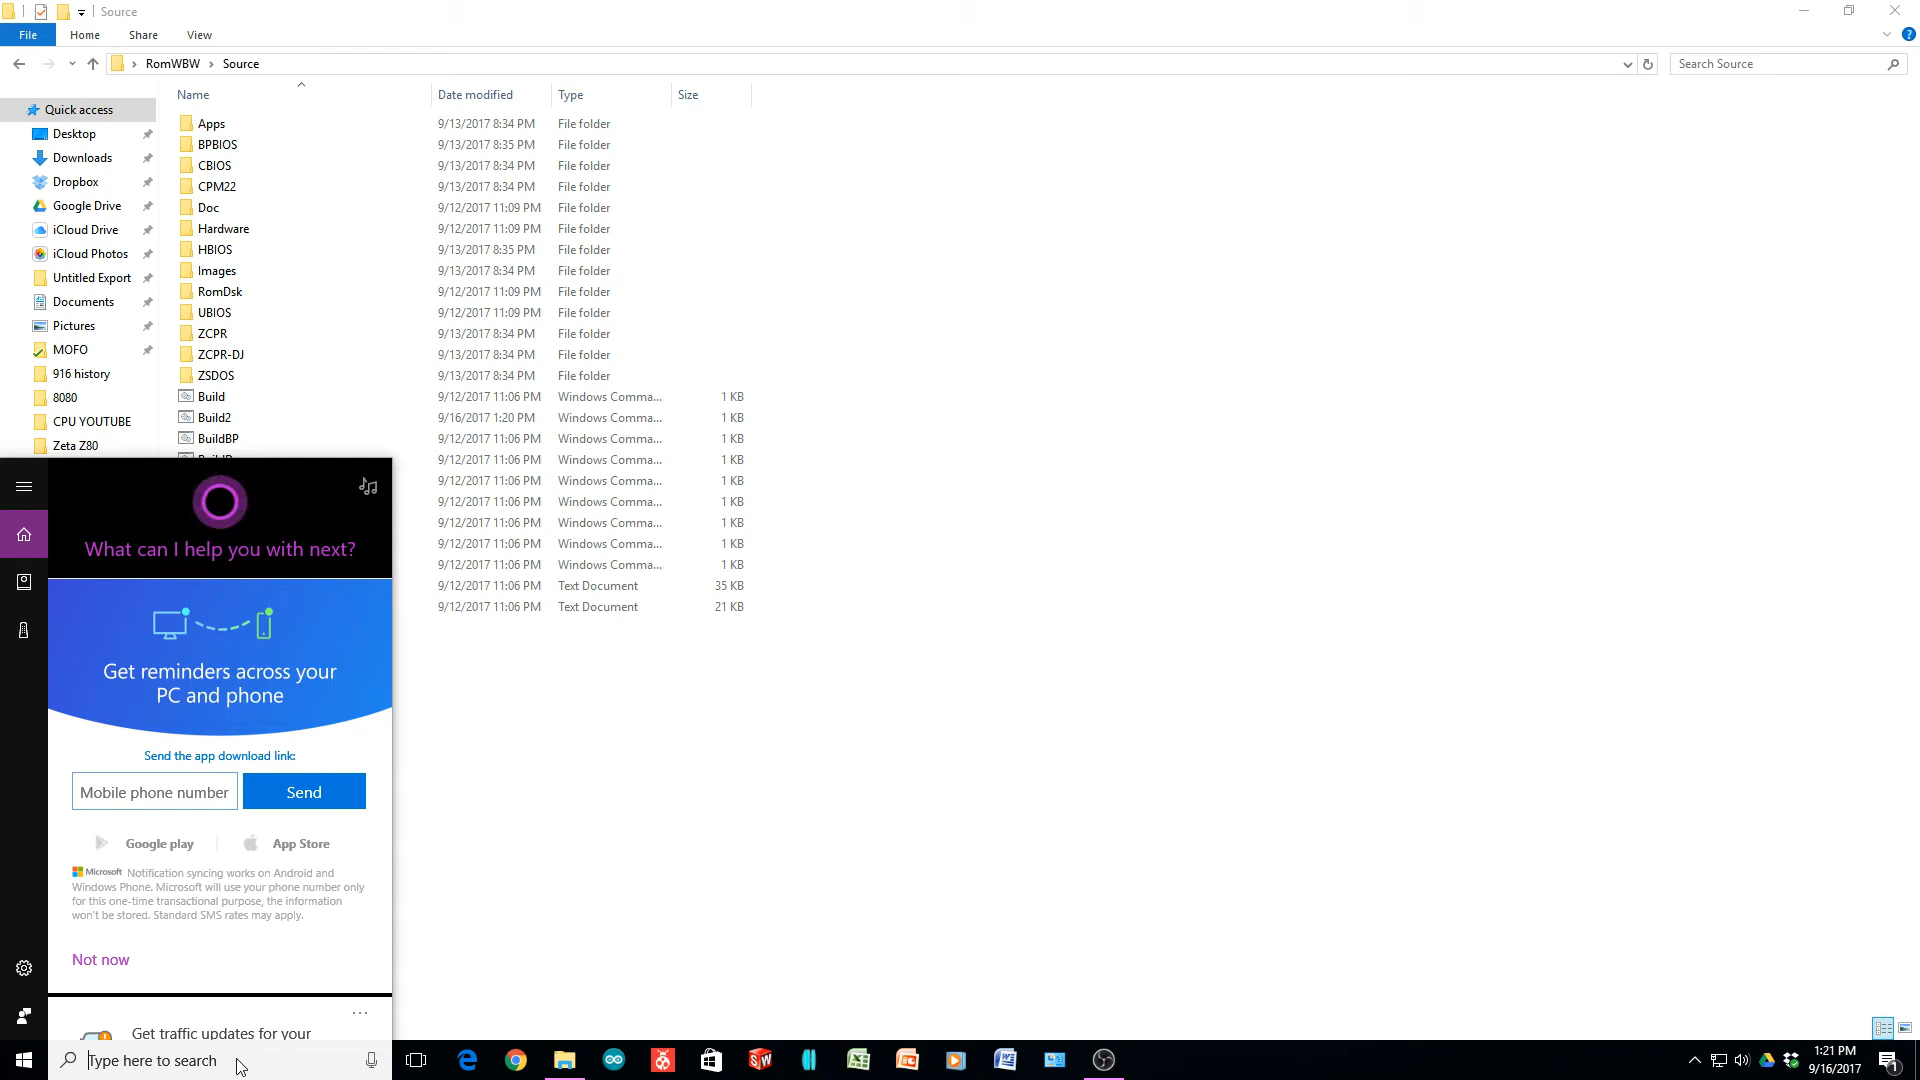 Source
File Home Share View
RomWBW Source
Search Source
Name Date modified Type Size
Quick access
Desktop
Downloads
Dropbox
Google Drive
iCloud Drive
iCloud Photos
Untitled Export
Documents
Pictures
MOFO
916 history
8080
CPU YOUTUBE
Zeta Z80
Apps 9/13/2017 8:34 PM File folder
BPBIOS 9/13/2017 8:35 PM File folder
CBIOS 9/13/2017 8:34 PM File folder
CPM22 9/13/2017 8:34 PM File folder
Doc 9/12/2017 11:09 PM File folder
Hardware 9/12/2017 11:09 PM File folder
HBIOS 9/13/2017 8:35 PM File folder
Images 9/13/2017 8:34 PM File folder
RomDsk 9/12/2017 11:09 PM File folder
UBIOS 9/12/2017 11:09 PM File folder
ZCPR 9/13/2017 8:34 PM File folder
ZCPR-DJ 9/13/2017 8:34 PM File folder
ZSDOS 9/13/2017 8:34 PM File folder
Build 9/12/2017 11:06 PM Windows Comma... 1 KB
Build2 9/16/2017 1:20 PM Windows Comma... 1 KB
BuildBP 9/12/2017 11:06 PM Windows Comma... 1 KB
9/12/2017 11:06 PM Windows Comma... 1 KB
9/12/2017 11:06 PM Windows Comma... 1 KB
9/12/2017 11:06 PM Windows Comma... 1 KB
9/12/2017 11:06 PM Windows Comma... 1 KB
9/12/2017 11:06 PM Windows Comma... 1 KB
9/12/2017 11:06 PM Windows Comma... 1 KB
9/12/2017 11:06 PM Text Document 35 KB
9/12/2017 11:06 PM Text Document 21 KB
What can I help you with next?
Get reminders across your
PC and phone
Send the app download link:
Mobile phone number Send
Google play App Store
Microsoft Notification syncing works on Android and
Windows Phone. Microsoft will use your phone number only
for this one-time transactional purpose, the information
won't be stored. Standard SMS rates may apply.
Not now
Get traffic updates for your
Type here to search
1:21 PM
9/16/2017
1